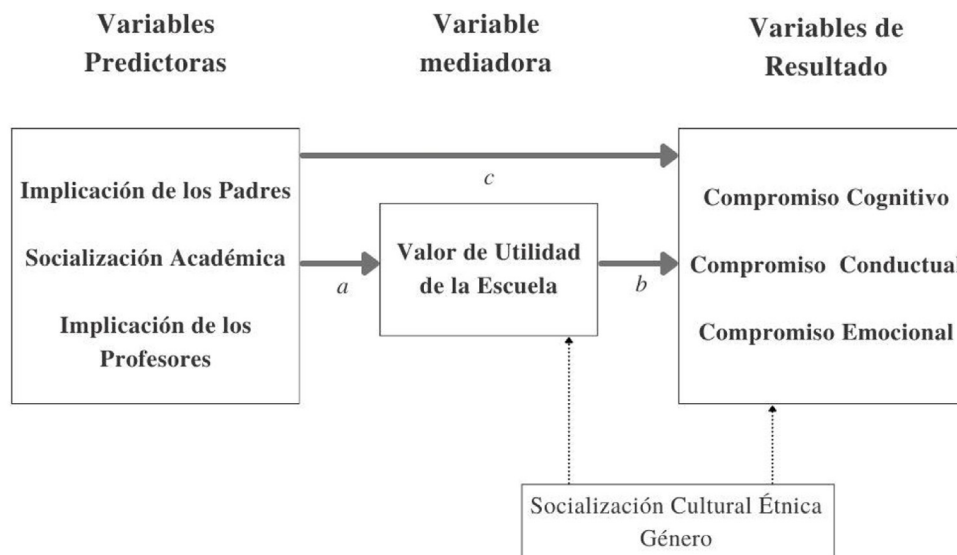 Variables
Predictoras
Variable
mediadora
Variables de
Resultado
Implicación de los Padres
Socialización Académica
Implicación de los
Profesores
c
a
Valor de Utilidad
de la Escuela
b
Compromiso Cognitivo
Compromiso Conductual
Compromiso Emocional
Socialización Cultural Étnica
Género